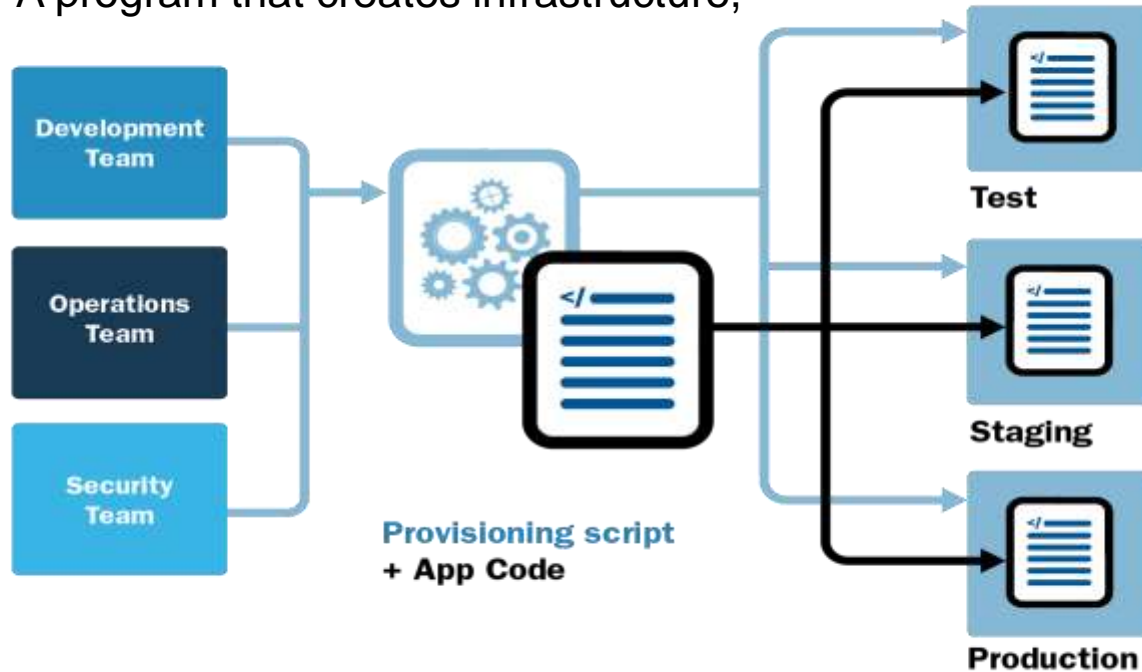 A program that creates infrastructure,
Development
Team
Operations
Team
Security
Team
Provisioning script
+ App Code
</
</
Test
</
Staging
</
Production